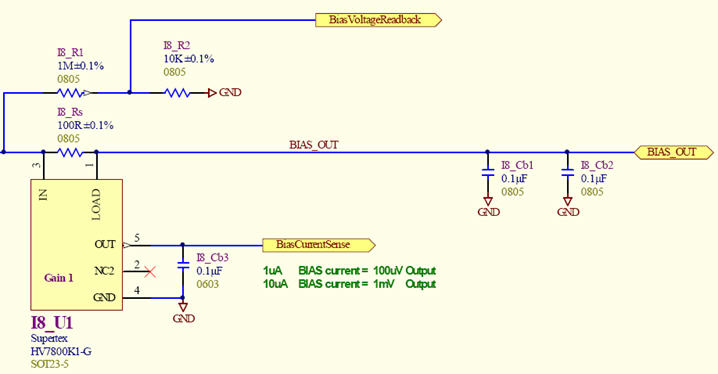 BiasVoltageReadback
I8_R1
1M±0.1%
0805
I8_R2
10K±0.1%
0805
GND
I8_Rs
100R±0.1%
0805
BIAS_OUT
BIAS_OUT
3
1
IN
LOAD
I8_Cb1
0.1µF
0805
GND
I8_Cb2
0.1µF
0805
GND
OUT
5
BiasCurrentSense
NC2
2
GND
4
Gain 1
I8_Cb3
0.1µF
0603
GND
1uA BIAS current = 100uV Output
10uA BIAS current = 1mV Output
I8_U1
Supertex
HV7800K1-G
SOT23-5